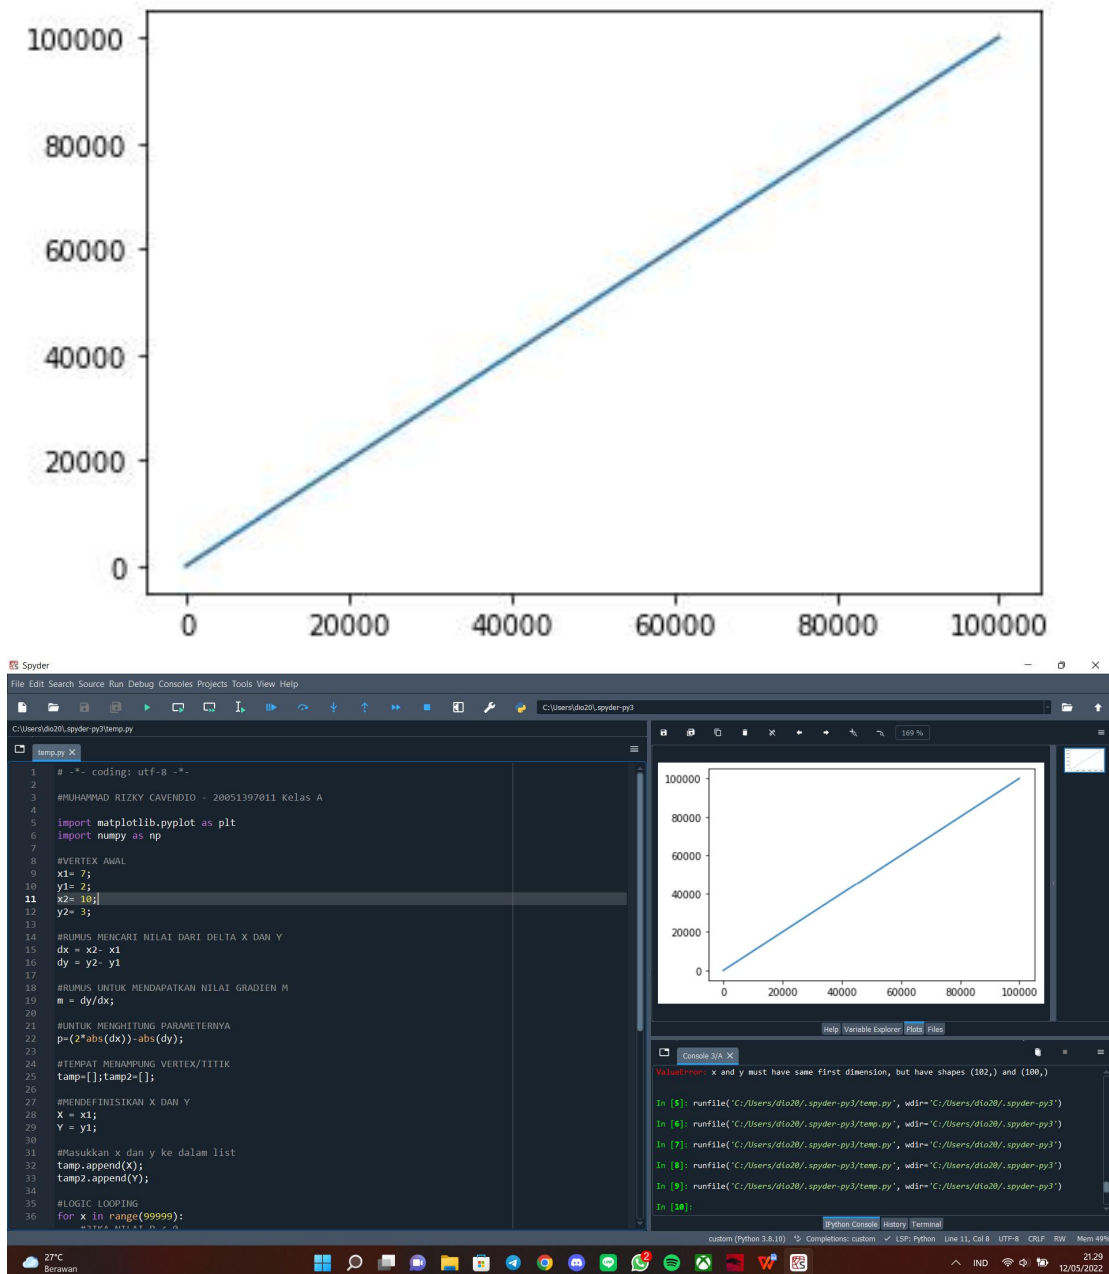 100000
80000
60000
40000
20000
0
0 20000 40000 60000 80000 100000
Spyder
File Edit Search Source Run Debug Consoles Projects Tools View Help
C:\Users\dio20\.spyder-py3
C:\Users\dio20\.spyder-py3\temp.py
temp.py
1 # -*- coding: utf-8 -*-
2
3 #MUHAMMAD RIZKY CAVENDIO - 20051397011 Kelas A
4
5 import matplotlib.pyplot as plt
6 import numpy as np
7
8 #VERTEX AWAL
9 x1= 7;
10 y1= 2;
11 x2= 10;
12 y2= 3;
13
14 #RUMUS MENCARI NILAI DARI DELTA X DAN Y
15 dx = x2- x1
16 dy = y2- y1
17
18 #RUMUS UNTUK MENDAPATKAN NILAI GRADIEN M
19 m = dy/dx;
20
21 #UNTUK MENGHITUNG PARAMETERNYA
22 p=(2*abs(dx))-abs(dy);
23
24 #TEMPAT MENAMPUNG VERTEX/TITIK
25 tamp=[];tamp2=[];
26
27 #MENDEFINISIKAN X DAN Y
28 X = x1;
29 Y = y1;
30
31 #Masukkan x dan y ke dalam list
32 tamp.append(X);
33 tamp2.append(Y);
34
35 #LOGIC LOOPING
36 for x in range(99999):
169 %
100000
80000
60000
40000
20000
0
0 20000 40000 60000 80000 100000
Help Variable Explorer Plots Files
Console 3/A
ValueError: x and y must have same first dimension, but have shapes (102,) and (100,)
In [5]: runfile('C:/Users/dio20/.spyder-py3/temp.py', wdir='C:/Users/dio20/.spyder-py3')
In [6]: runfile('C:/Users/dio20/.spyder-py3/temp.py', wdir='C:/Users/dio20/.spyder-py3')
In [7]: runfile('C:/Users/dio20/.spyder-py3/temp.py', wdir='C:/Users/dio20/.spyder-py3')
In [8]: runfile('C:/Users/dio20/.spyder-py3/temp.py', wdir='C:/Users/dio20/.spyder-py3')
In [9]: runfile('C:/Users/dio20/.spyder-py3/temp.py', wdir='C:/Users/dio20/.spyder-py3')
In [10]:
IPython Console History Terminal
custom (Python 3.8.10) Completions: custom LSP: Python Line 11, Col 8 UTF-8 CRLF RW Mem 49%
27°C
Berawan
2
IND
21.29
12/05/2022